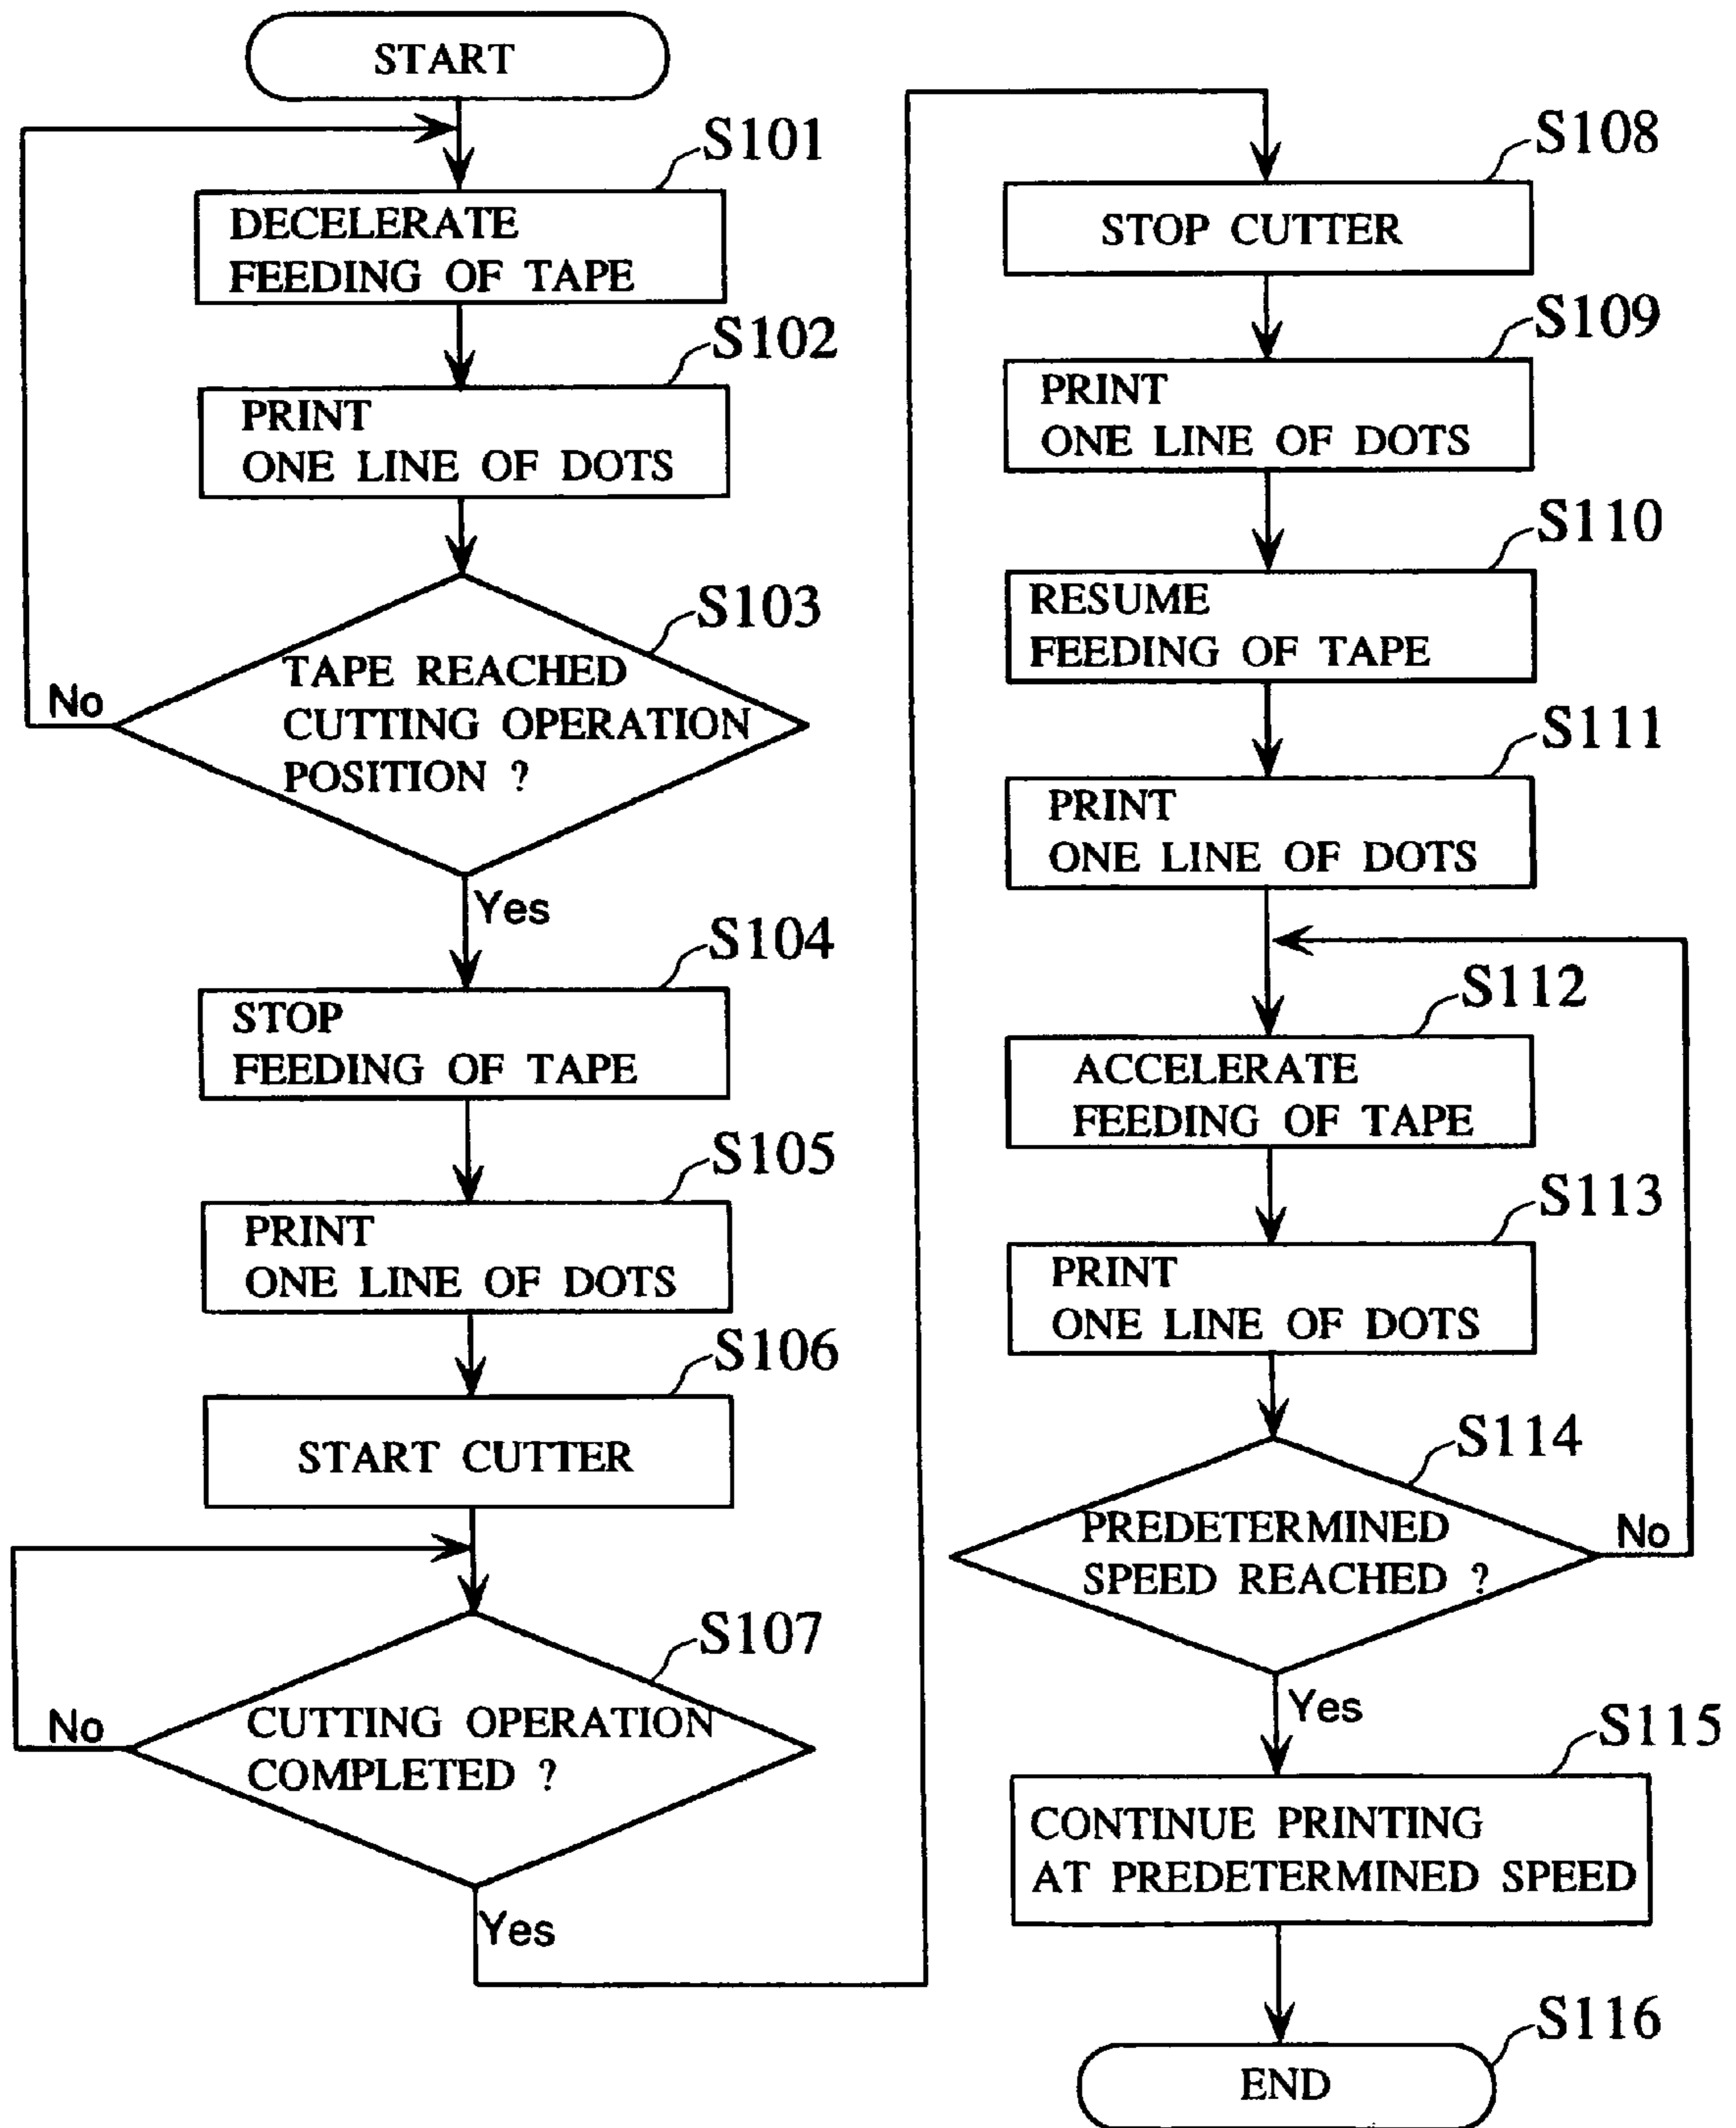 START
S101
DECELERATE
FEEDING OF TAPE
S102
PRINT
ONE LINE OF DOTS
S103
TAPE REACHED
CUTTING OPERATION
POSITION ?
No
Yes
S104
STOP
FEEDING OF TAPE
S105
PRINT
ONE LINE OF DOTS
S106
START CUTTER
S107
CUTTING OPERATION
COMPLETED ?
No
Yes
S108
STOP CUTTER
S109
PRINT
ONE LINE OF DOTS
S110
RESUME
FEEDING OF TAPE
S111
PRINT
ONE LINE OF DOTS
S112
ACCELERATE
FEEDING OF TAPE
S113
PRINT
ONE LINE OF DOTS
S114
PREDETERMINED
SPEED REACHED ?
No
Yes
S115
CONTINUE PRINTING
AT PREDETERMINED SPEED
S116
END